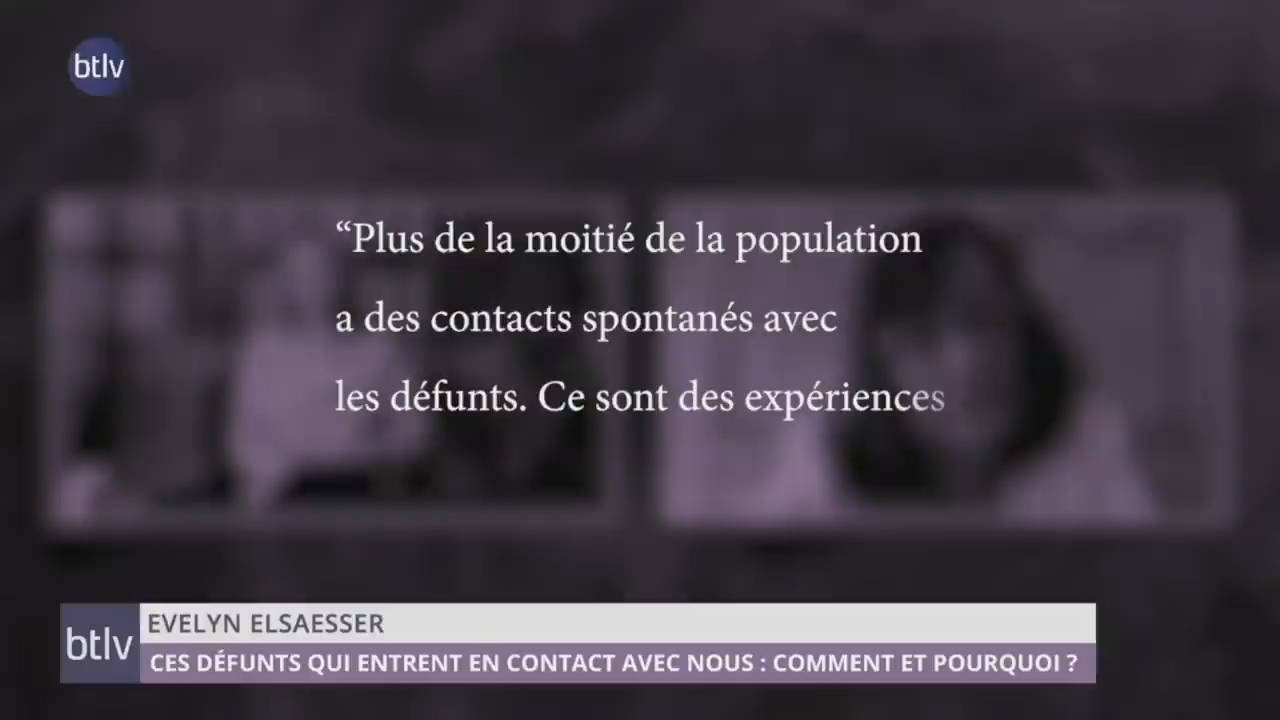 btlv
“Plus de la moitié de la population
a des contacts spontanés avec
les défunts. Ce sont des expériences
btlv
EVELYN ELSAESSER
CES DÉFUNTS QUI ENTRENT EN CONTACT AVEC NOUS : COMMENT ET POURQUOI ?